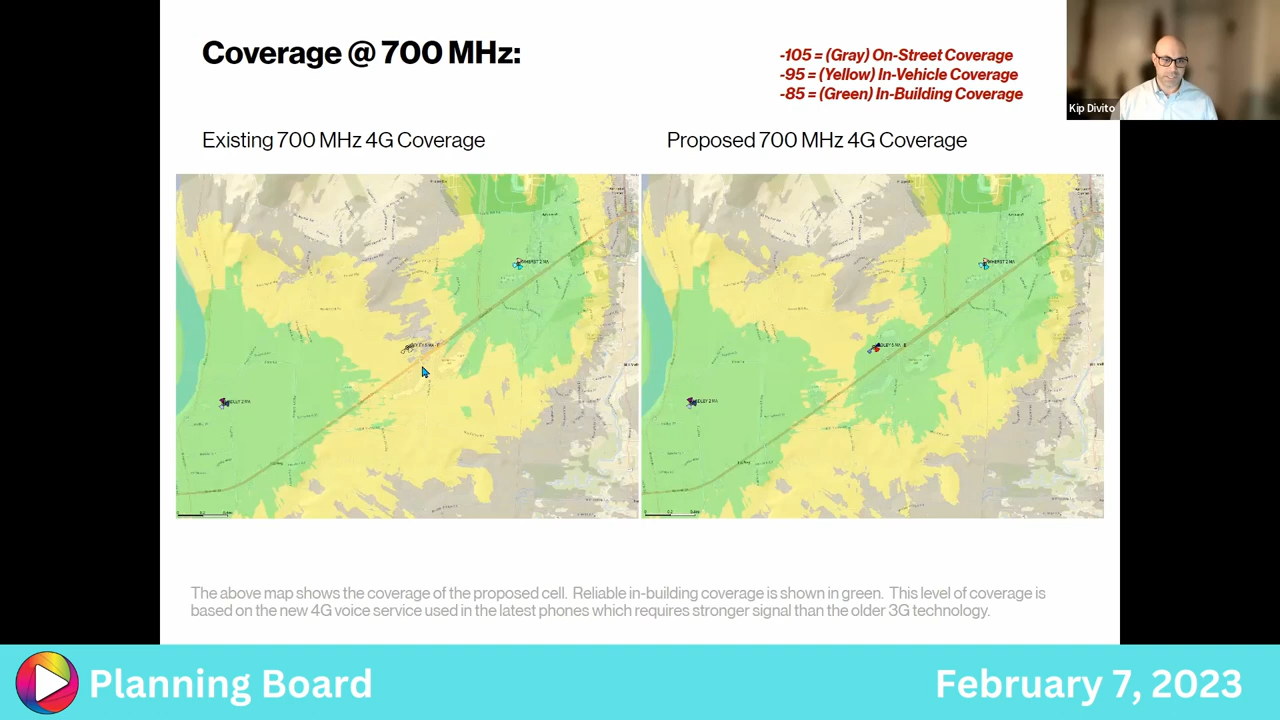 Coverage @ 700 MHz:
-105 = (Gray) On-Street Coverage
-95 = (Yellow) In-Vehicle Coverage
-85 = (Green) In-Building Coverage
Kip Divito
Existing 700 MHz 4G Coverage
Proposed 700 MHz 4G Coverage
The above map shows the coverage of the proposed cell. Reliable in-building coverage is shown in green. This level of coverage is
based on the new 4G voice service used in the latest phones which requires stronger signal than the older 3G technology.
Planning Board
February 7, 2023